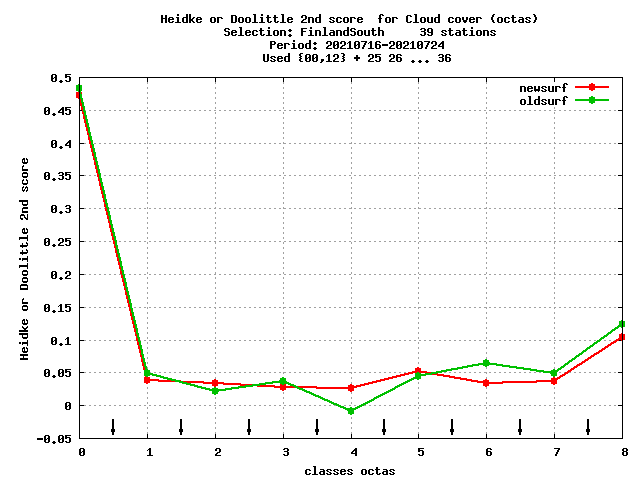 Heidke or Doolittle 2nd score  for Cloud cover (octas)
Selection: FinlandSouth     39 stations
Period: 20210716-20210724
Used {00,12} + 25 26 ... 36
newsurf
oldsurf
Heidke or Doolittle 2nd score
0.5
0.45
0.4
0.35
0.3
0.25
0.2
0.15
0.1
0.05
0
-0.05
0 1 2 3 4 5 6 7 8
classes octas